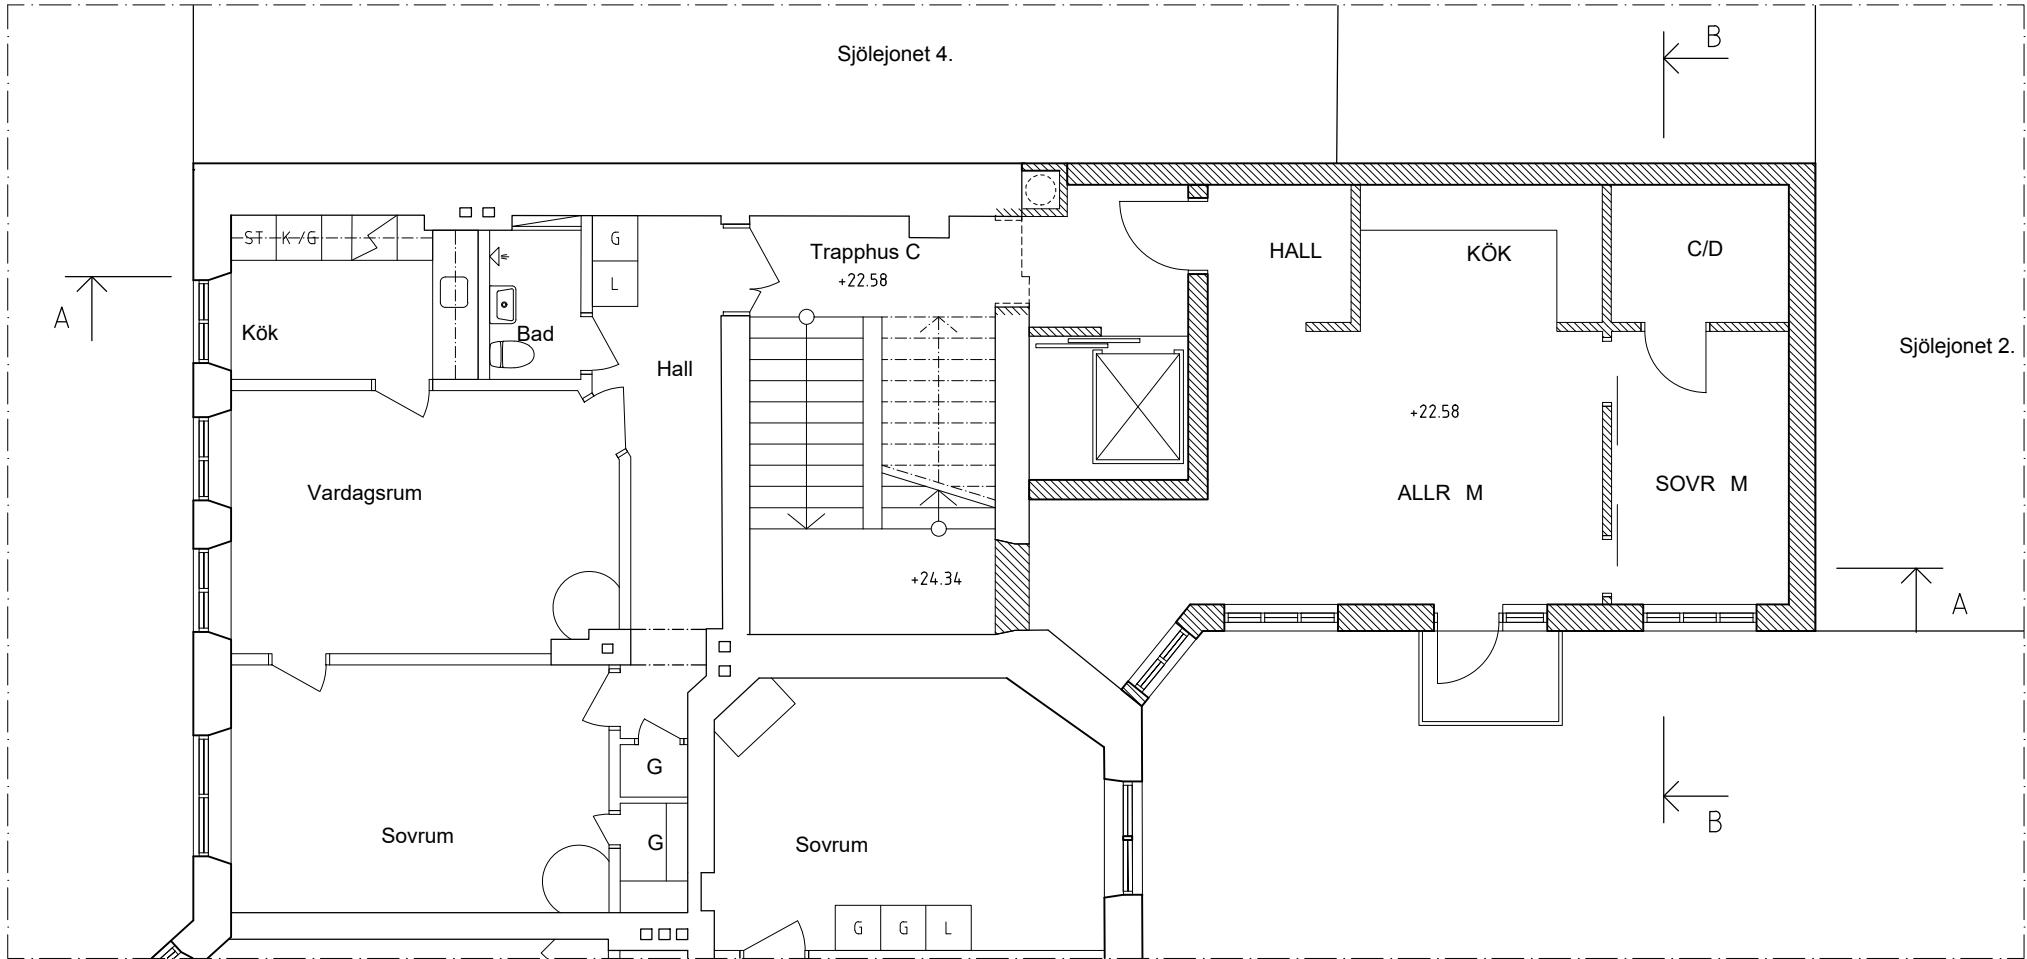 B
Sjölejonet 4.
ST K/G
G
Trapphus C
HALL
KÖK
C/D
+22.58
L
A
Kök
Bad
Sjölejonet 2.
Hall
+22.58
Vardagsrum
ALLR M
SOVR M
+24.34
A
G
B
Sovrum
G
Sovrum
G G L